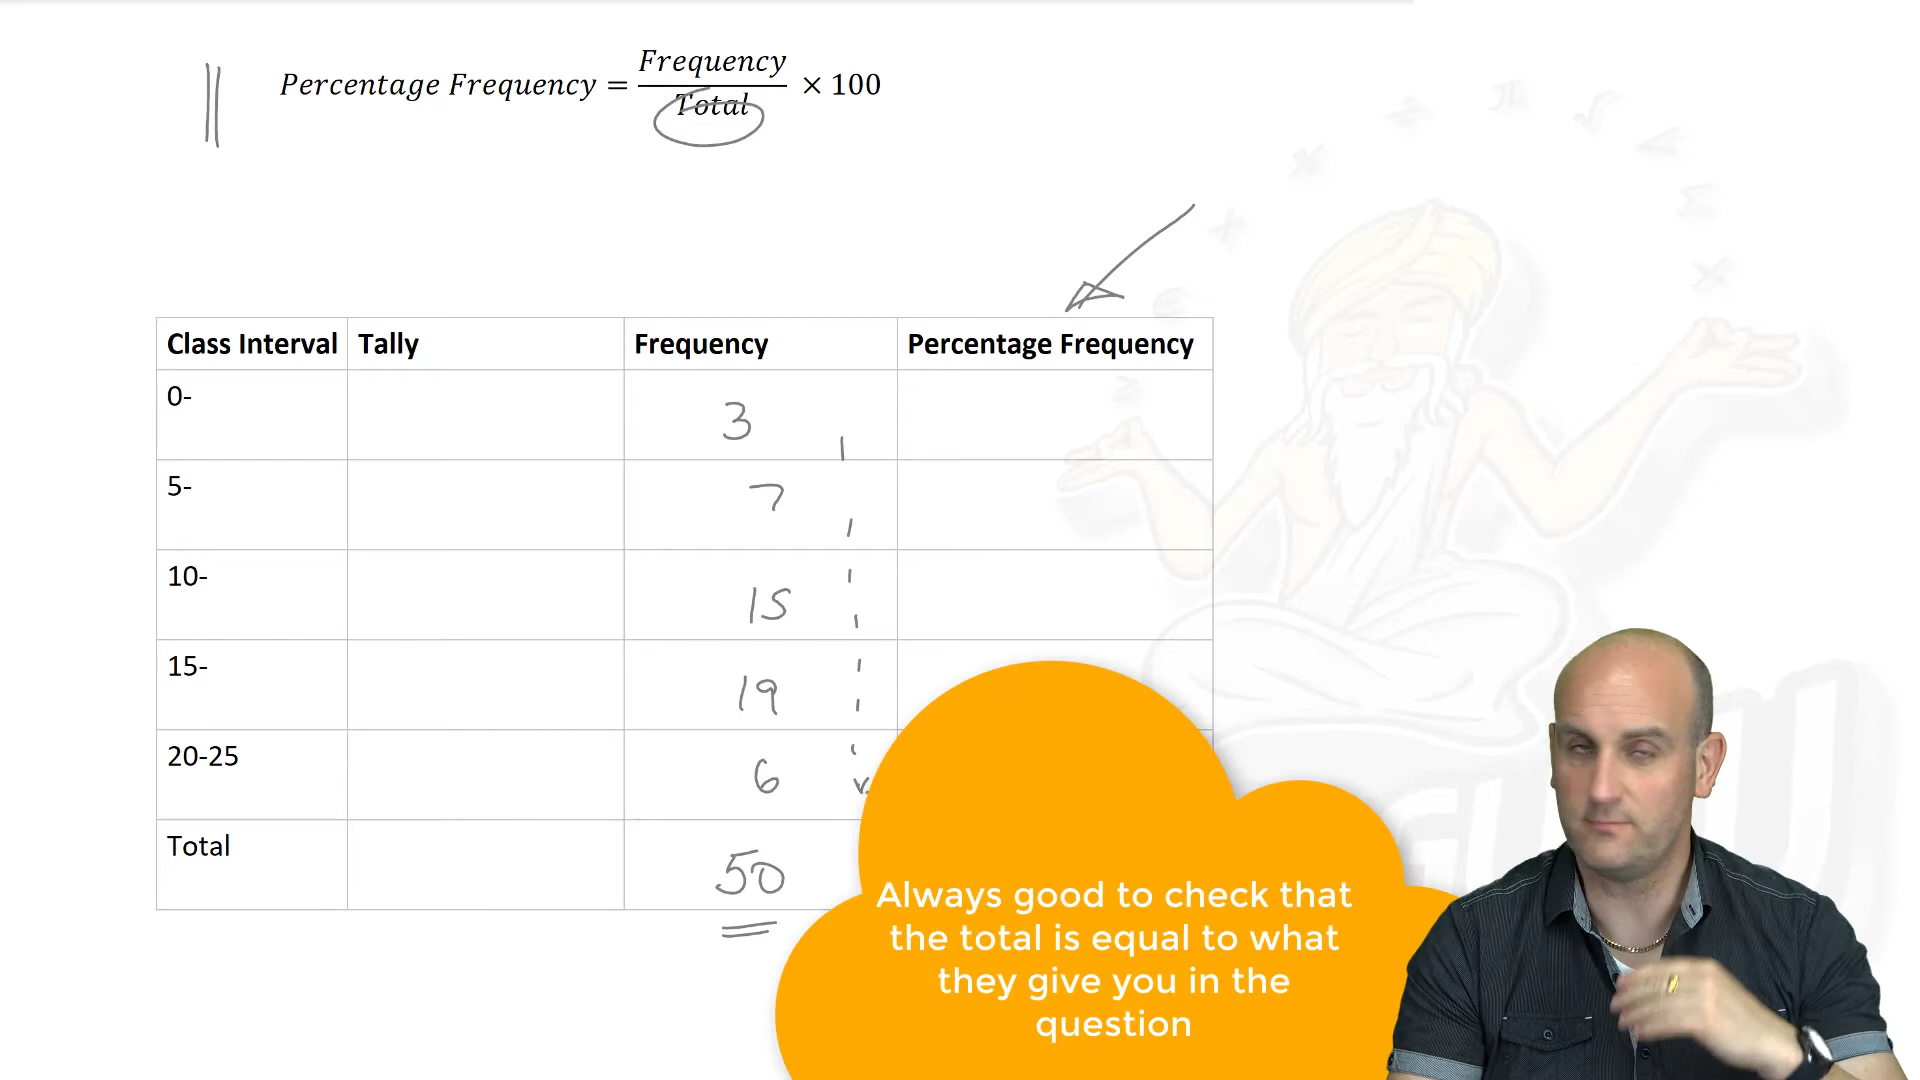 Percentage Frequency = Frequency / Total × 100
Class Interval Tally Frequency Percentage Frequency
0- 3
5- 7
10- 15
15- 19
20-25 6
Total 50
Always good to check that
the total is equal to what
they give you in the
question